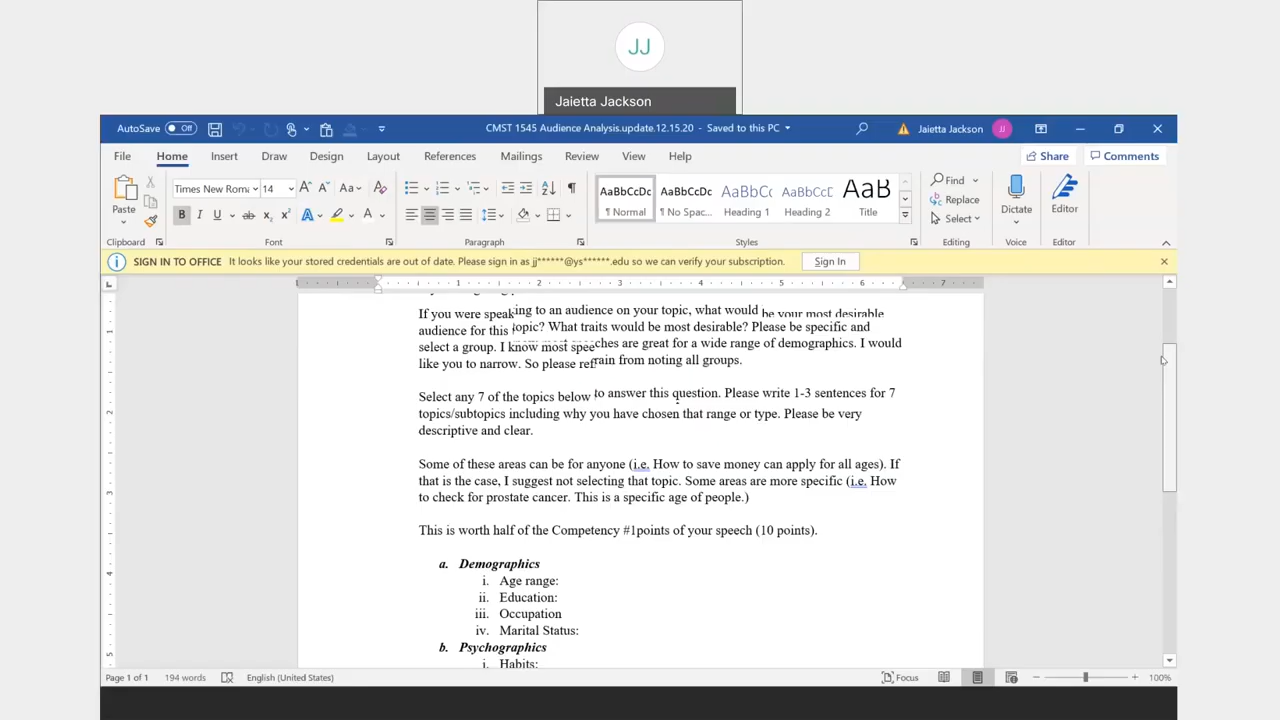 JJ
Jaietta Jackson
AutoSave Off CMST 1545 Audience Analysis.update.12.15.20 - Saved to this PC Jaietta Jackson JJ
File Home Insert Draw Design Layout References Mailings Review View Help Share Comments
Times New Roma 14 A A Aa A AaBbCcDc AaBbCcDc AaBbCc AaBbCcD AaB Find
Paste Replace Dictate Editor
B I U ab x₂ x² A A ¶ Normal ¶ No Spac... Heading 1 Heading 2 Title Select
Clipboard Font Paragraph Styles Editing Voice Editor
SIGN IN TO OFFICE It looks like your stored credentials are out of date. Please sign in as jj******@ys******.edu so we can verify your subscription. Sign In
1 2 3 4 5 6 7
If you were speaking to an audience on your topic, what would be your most desirable
audience for this topic? What traits would be most desirable? Please be specific and
select a group. I know most speeches are great for a wide range of demographics. I would
like you to narrow. So please refrain from noting all groups.
Select any 7 of the topics below to answer this question. Please write 1-3 sentences for 7
topics/subtopics including why you have chosen that range or type. Please be very
descriptive and clear.
Some of these areas can be for anyone (i.e. How to save money can apply for all ages). If
that is the case, I suggest not selecting that topic. Some areas are more specific (i.e. How
to check for prostate cancer. This is a specific age of people.)
This is worth half of the Competency #1points of your speech (10 points).
a. Demographics
i. Age range:
ii. Education:
iii. Occupation
iv. Marital Status:
b. Psychographics
i. Habits:
Page 1 of 1 194 words English (United States) Focus 100%